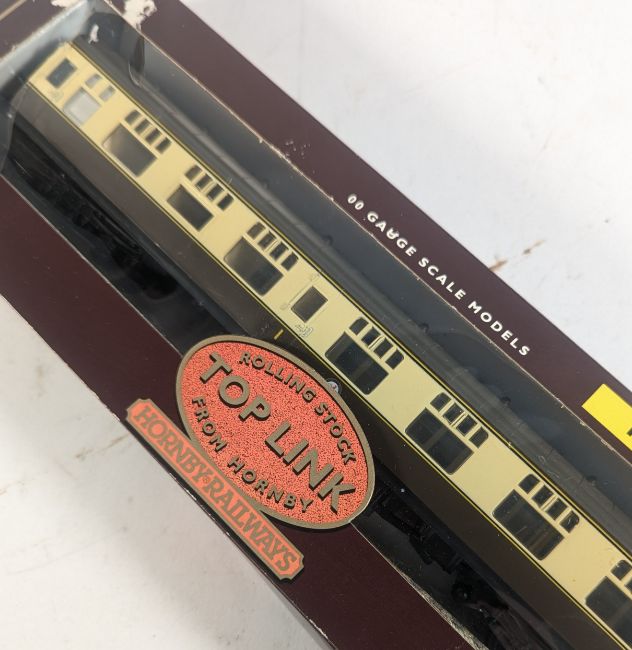 00 GAUGE SCALE MODELS
ROLLING STOCK
TOP LINK
FROM HORNBY
HORNBY·RAILWAYS